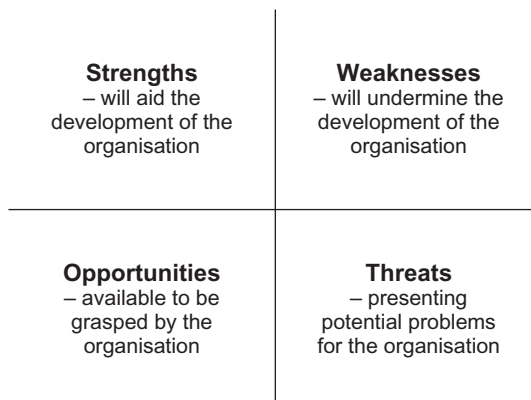 Strengths
– will aid the
development of the
organisation
Weaknesses
– will undermine the
development of the
organisation
Opportunities
– available to be
grasped by the
organisation
Threats
– presenting
potential problems
for the organisation